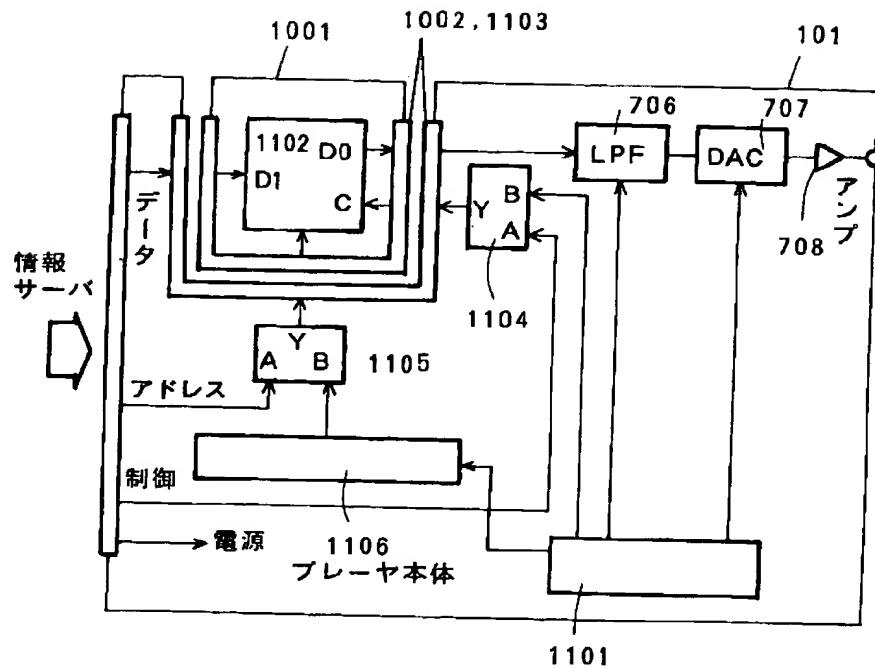 1001
1002,1103
101
706
707
1102
D0
D1
C
LPF
DAC
データ
B
Y
A
アンプ
708
情報
サーバ
1104
Y
A B
1105
アドレス
制御
電源
1106
プレーヤ本体
1101